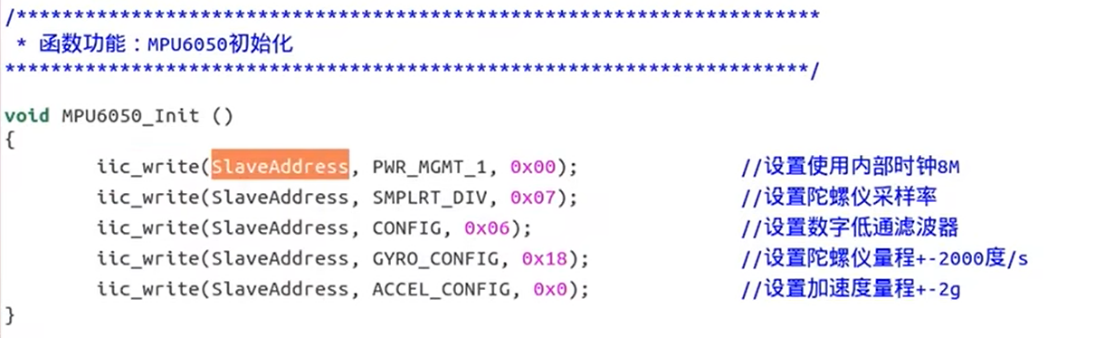 /**********************************************************************
 * 函数功能：MPU6050初始化
**********************************************************************/
void MPU6050_Init ()
{
        iic_write(SlaveAddress, PWR_MGMT_1, 0x00);              //设置使用内部时钟8M
        iic_write(SlaveAddress, SMPLRT_DIV, 0x07);              //设置陀螺仪采样率
        iic_write(SlaveAddress, CONFIG, 0x06);                  //设置数字低通滤波器
        iic_write(SlaveAddress, GYRO_CONFIG, 0x18);             //设置陀螺仪量程+-2000度/s
        iic_write(SlaveAddress, ACCEL_CONFIG, 0x0);             //设置加速度量程+-2g
}